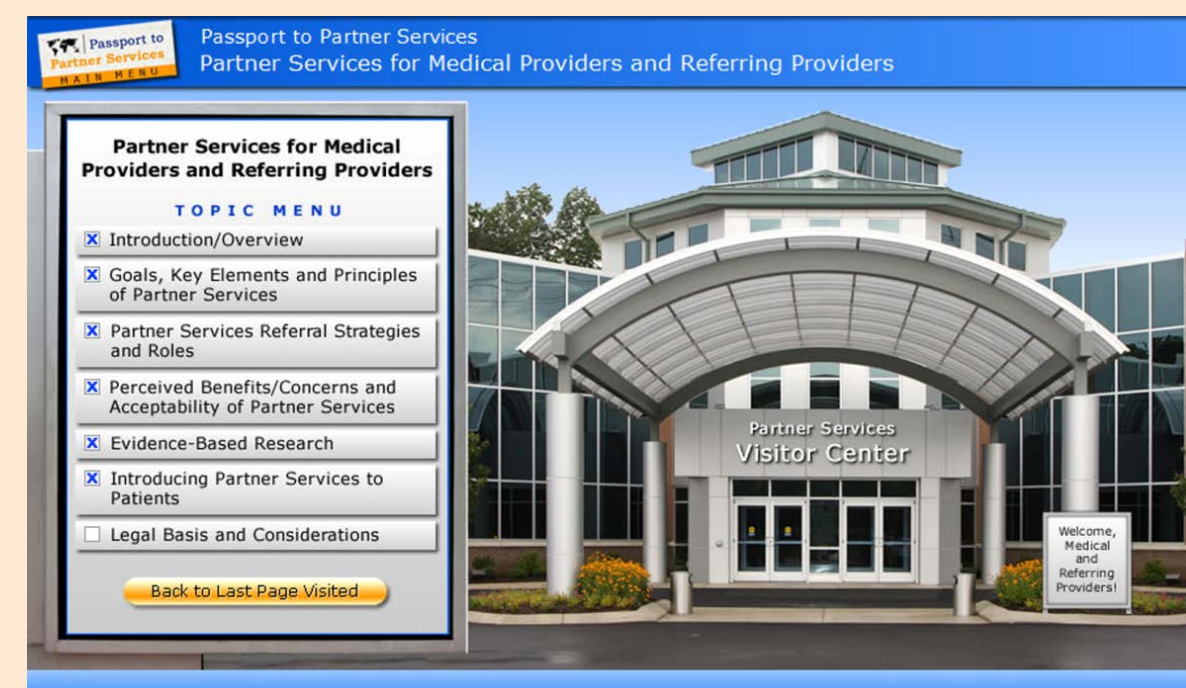 Passport to
Partner Services
MAIN MENU
Passport to Partner Services
Partner Services for Medical Providers and Referring Providers
Partner Services for Medical
Providers and Referring Providers
TOPIC MENU
Introduction/Overview
Goals, Key Elements and Principles
of Partner Services
Partner Services Referral Strategies
and Roles
Perceived Benefits/Concerns and
Acceptability of Partner Services
Evidence-Based Research
Introducing Partner Services to
Patients
Legal Basis and Considerations
Back to Last Page Visited
Partner Services
Visitor Center
Welcome,
Medical
and
Referring
Providers!